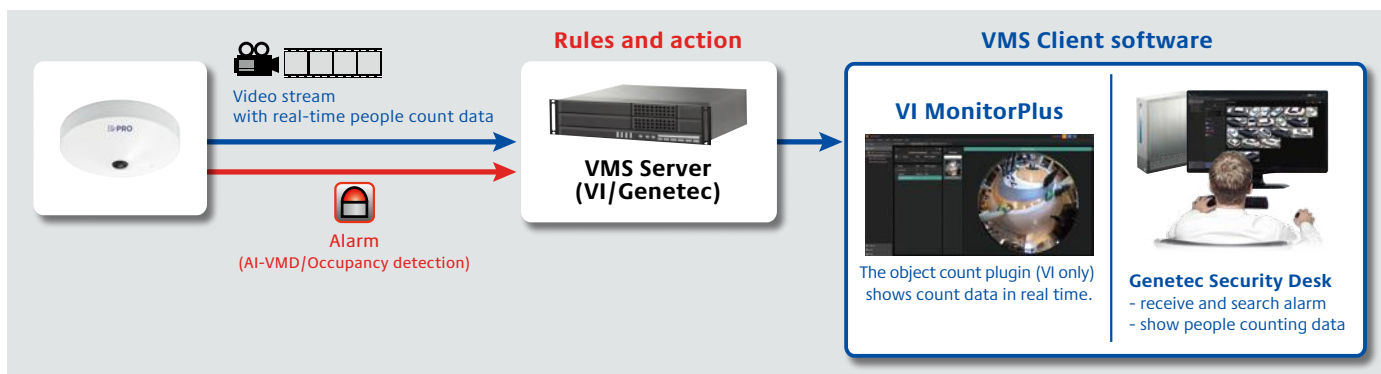 i-PRO
Video stream
with real-time people count data
Alarm
(AI-VMD/Occupancy detection)
Rules and action
VMS Server
(VI/Genetec)
VMS Client software
VI MonitorPlus
The object count plugin (VI only)
shows count data in real time.
Genetec Security Desk
- receive and search alarm
- show people counting data